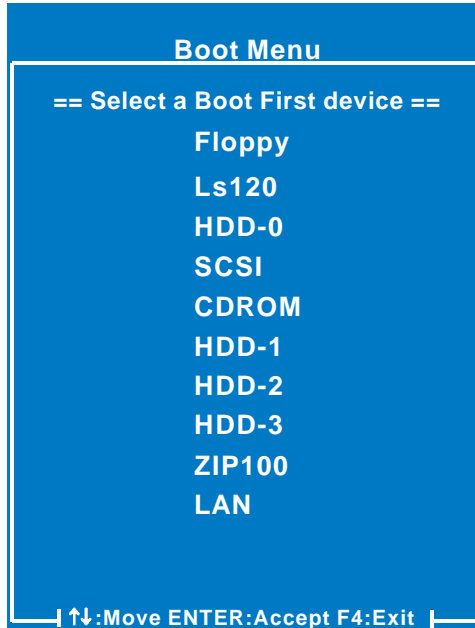 Boot Menu
== Select a Boot First device ==
Floppy
Ls120
HDD-0
SCSI
CDROM
HDD-1
HDD-2
HDD-3
ZIP100
LAN
↑↓:Move ENTER:Accept F4:Exit